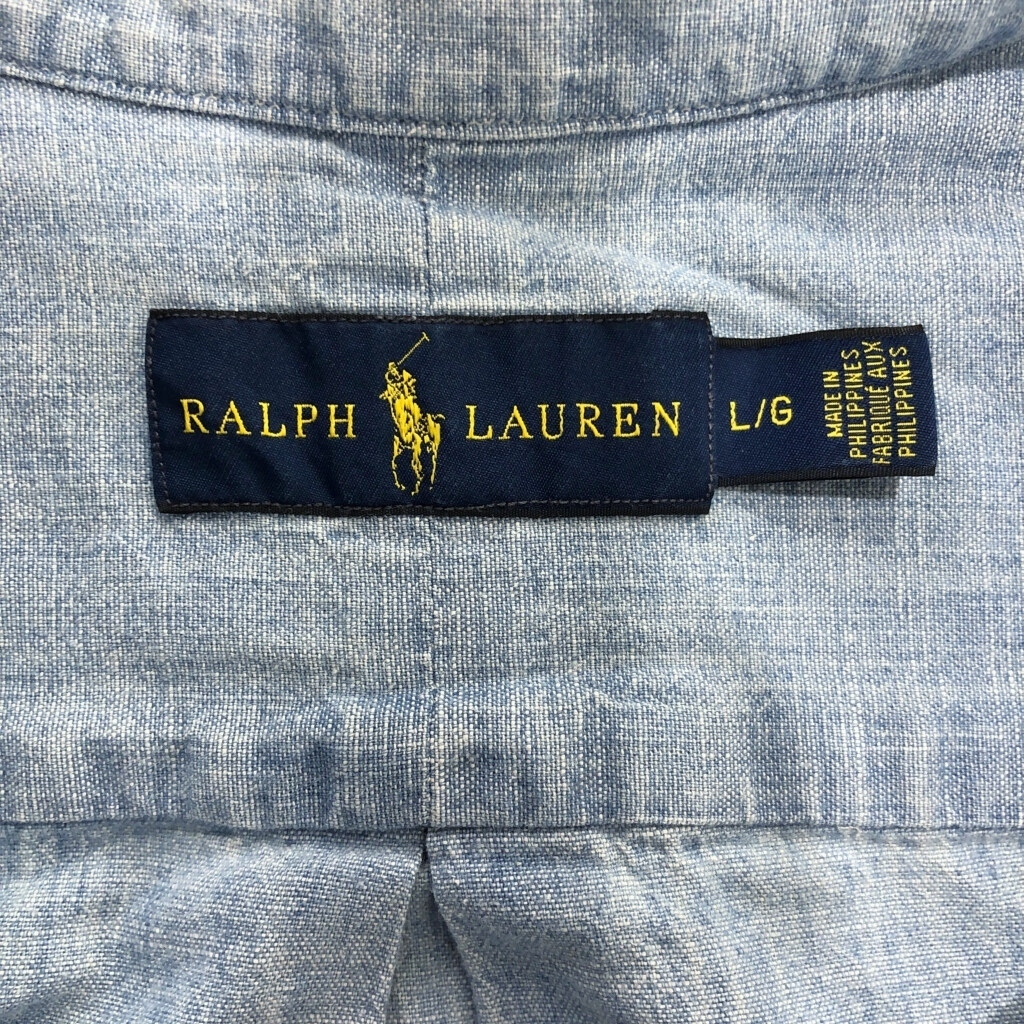 RALPH LAUREN
L/G
MADE IN
PHILIPPINES
FABRIQUÉ AUX
PHILIPPINES